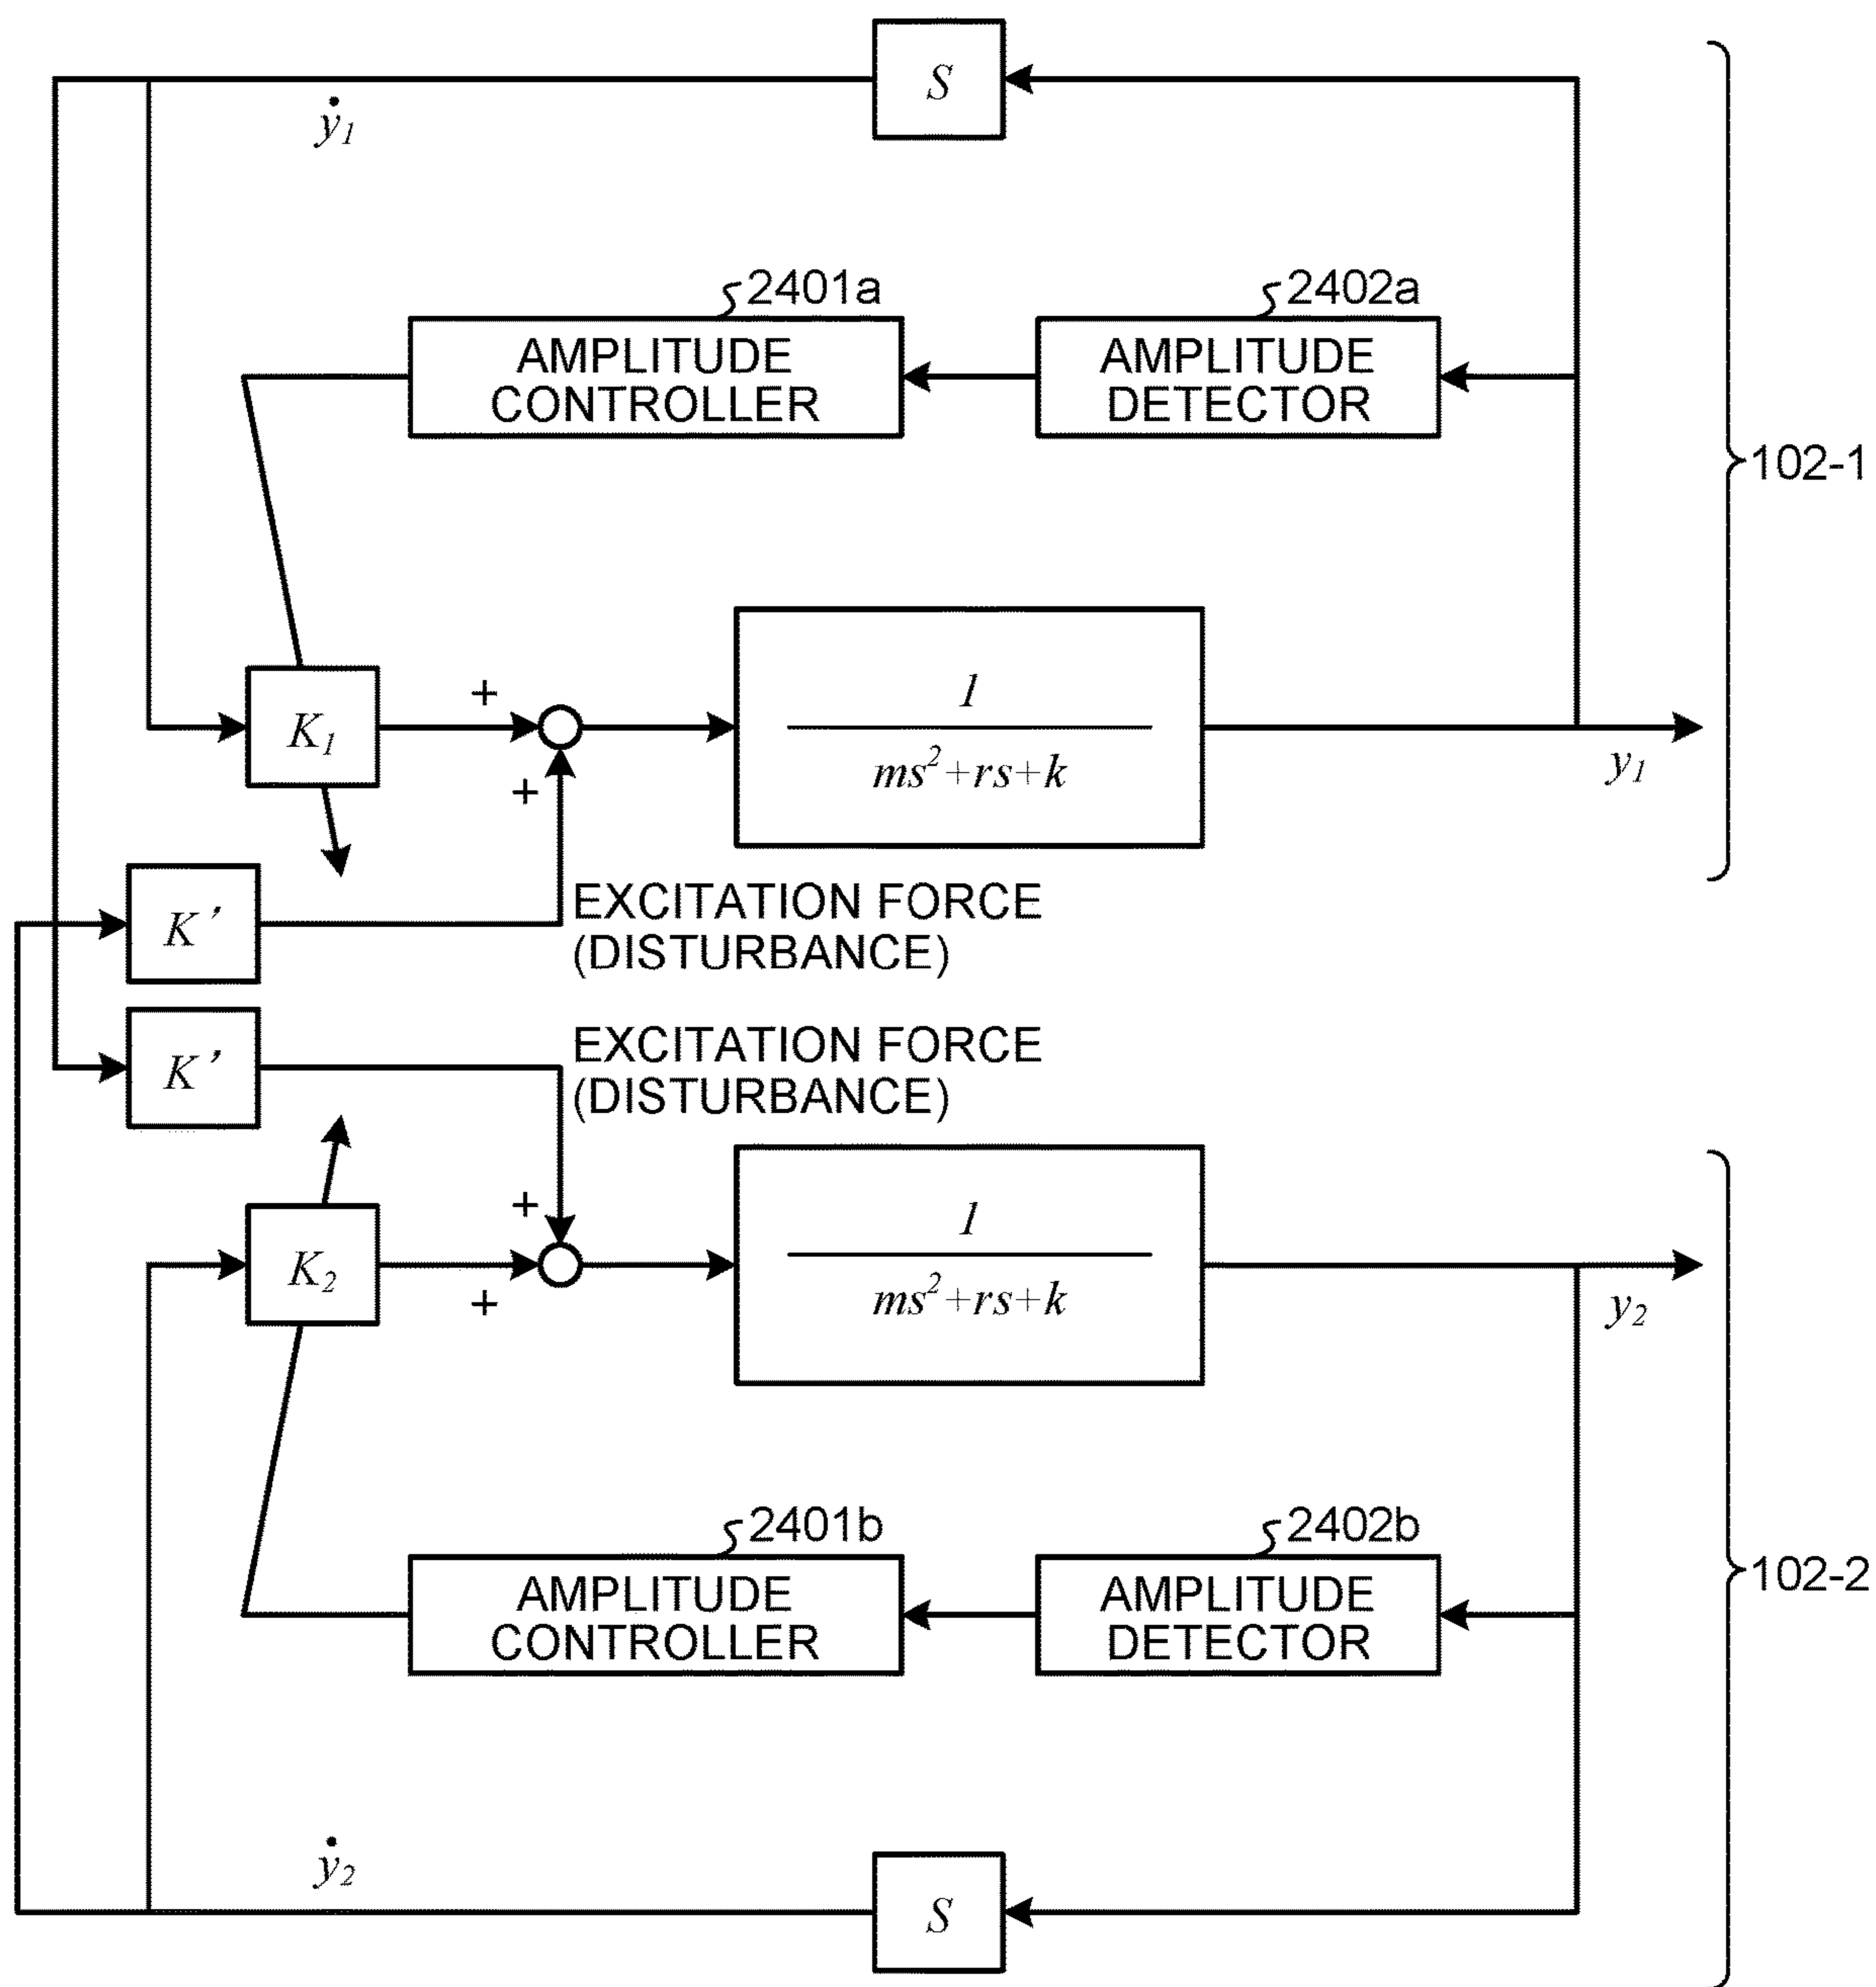 S
ẏ₁
2401a
2402a
AMPLITUDE
CONTROLLER
AMPLITUDE
DETECTOR
102-1
1
ms²+rs+k
K₁
+
+
y₁
K'
EXCITATION FORCE
(DISTURBANCE)
K'
EXCITATION FORCE
(DISTURBANCE)
1
ms²+rs+k
K₂
+
+
y₂
2401b
2402b
AMPLITUDE
CONTROLLER
AMPLITUDE
DETECTOR
102-2
ẏ₂
S